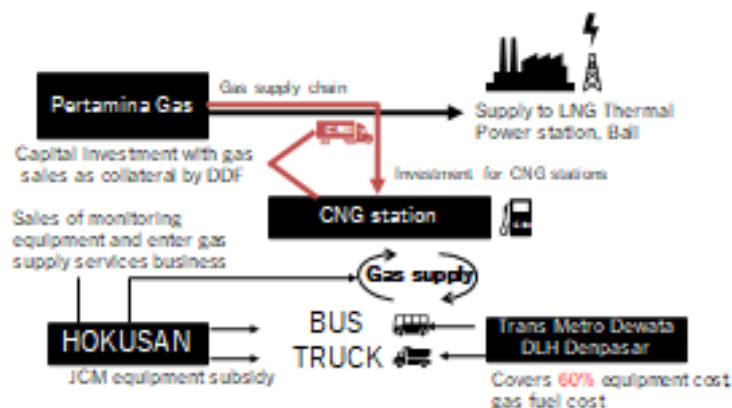 Gas supply chain
Pertamina Gas
Supply to LNG Thermal
Power station, Bali
Capital Investment with gas
sales as collateral by DDF
Investment for CNG stations
CNG station
Sales of monitoring
equipment and enter gas
supply services business
Gas supply
HOKUSAN
BUS
TRUCK
Trans Metro Dewata
DLH Denpasar
JCM equipment subsidy
Covers 60% equipment cost,
gas fuel cost